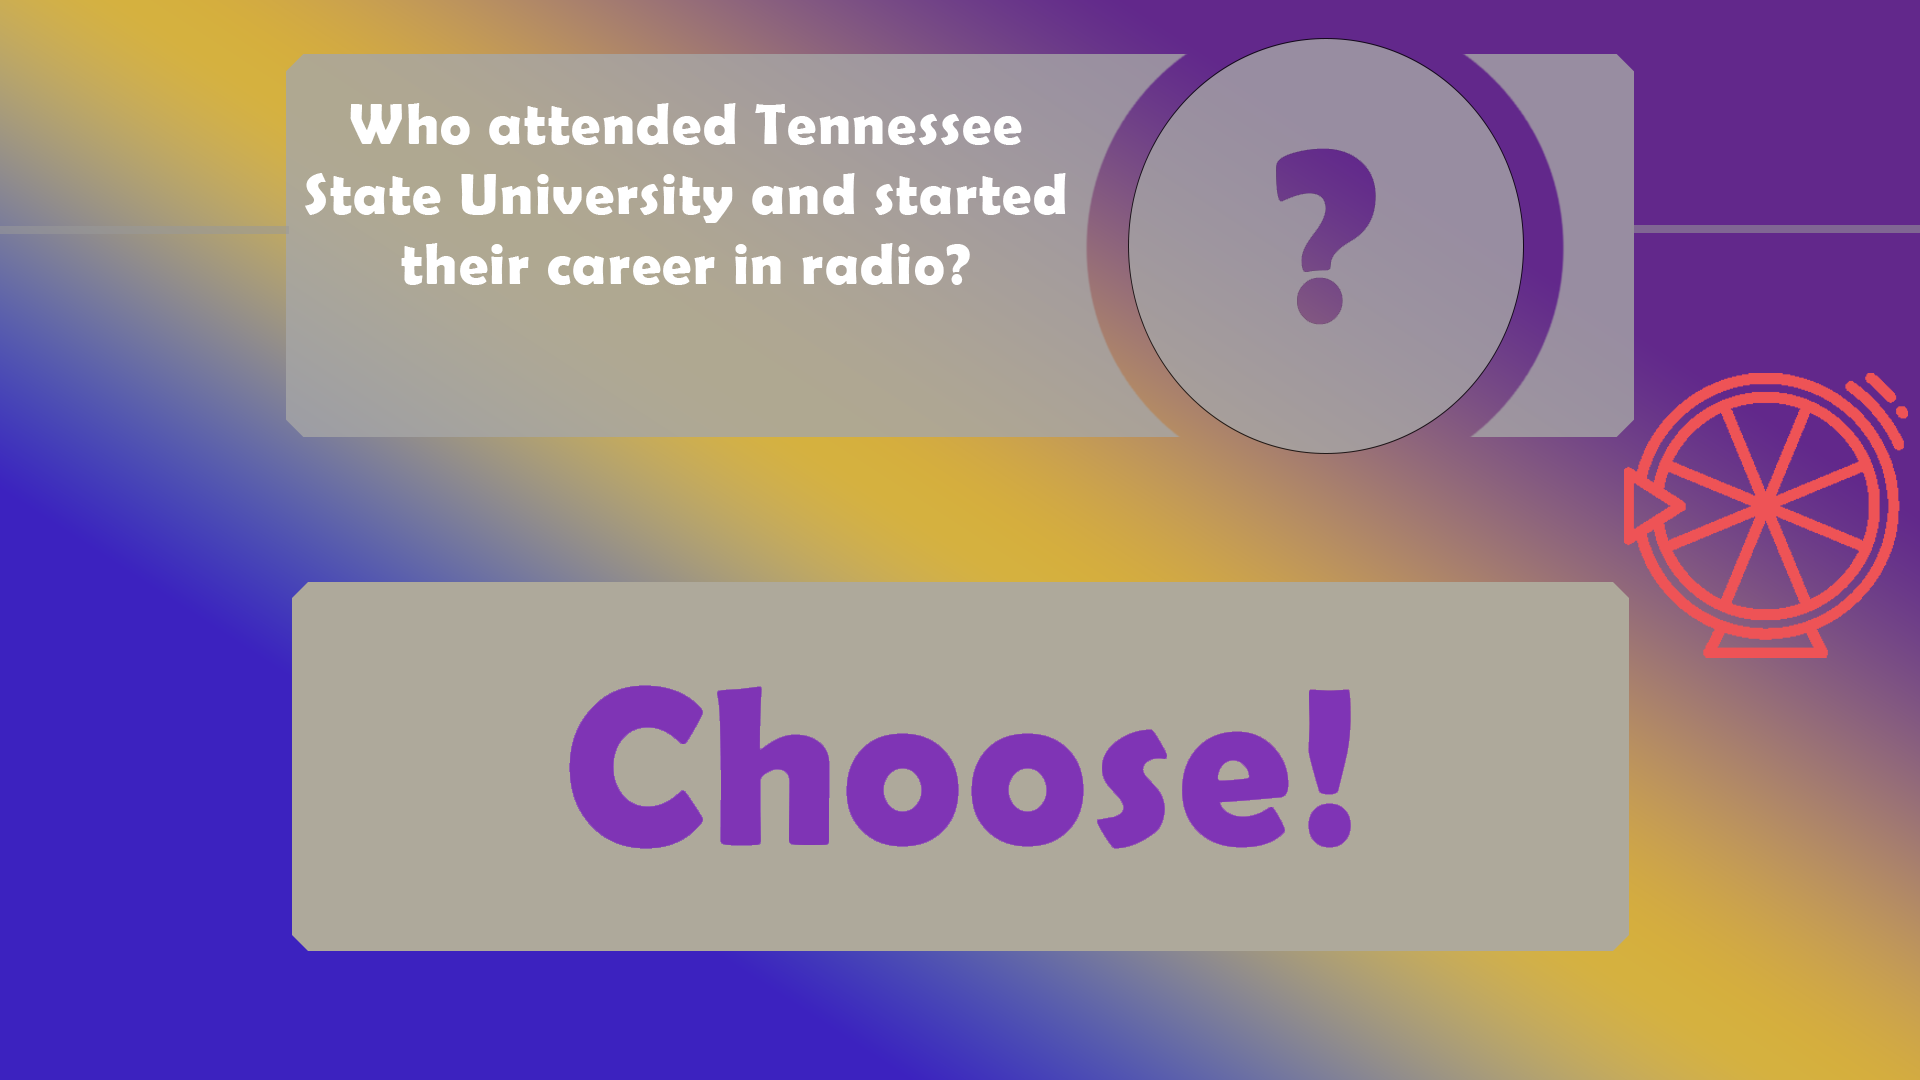 Who attended Tennessee
State University and started
their career in radio?
?
Choose!